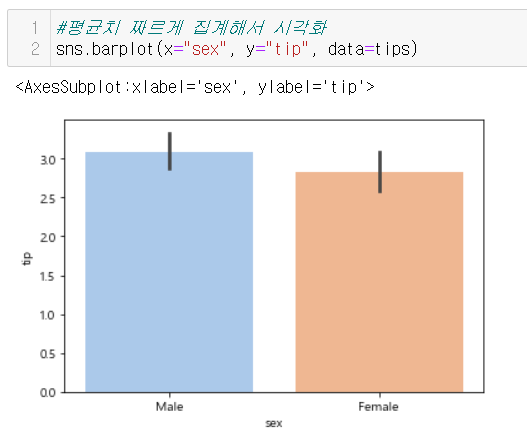 1 #평균치 짜르게 집계해서 시각화
2 sns.barplot(x="sex", y="tip", data=tips)
<AxesSubplot:xlabel='sex', ylabel='tip'>
3.0
2.5
2.0
1.5
1.0
0.5
0.0
tip
Male Female
sex